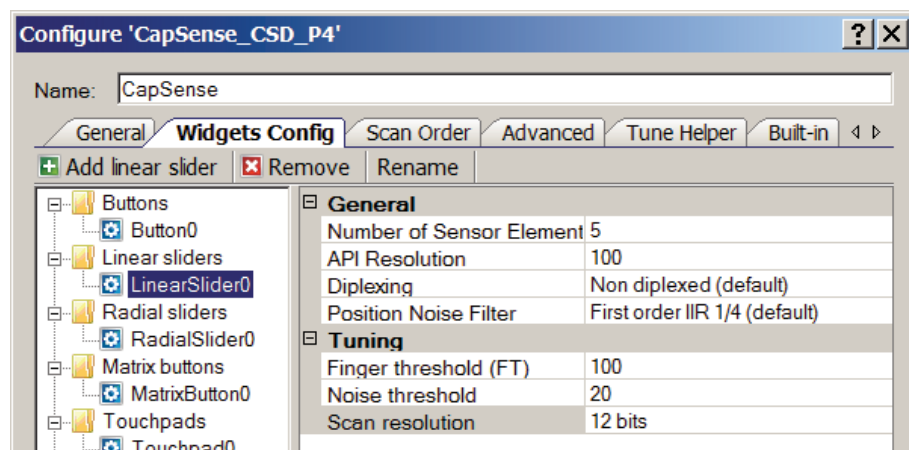 Configure 'CapSense_CSD_P4'
Name: CapSense
General Widgets Config Scan Order Advanced Tune Helper Built-in
Add linear slider Remove Rename
Buttons
Button0
Linear sliders
LinearSlider0
Radial sliders
RadialSlider0
Matrix buttons
MatrixButton0
Touchpads
Touchpad0
General
Number of Sensor Element 5
API Resolution 100
Diplexing Non diplexed (default)
Position Noise Filter First order IIR 1/4 (default)
Tuning
Finger threshold (FT) 100
Noise threshold 20
Scan resolution 12 bits